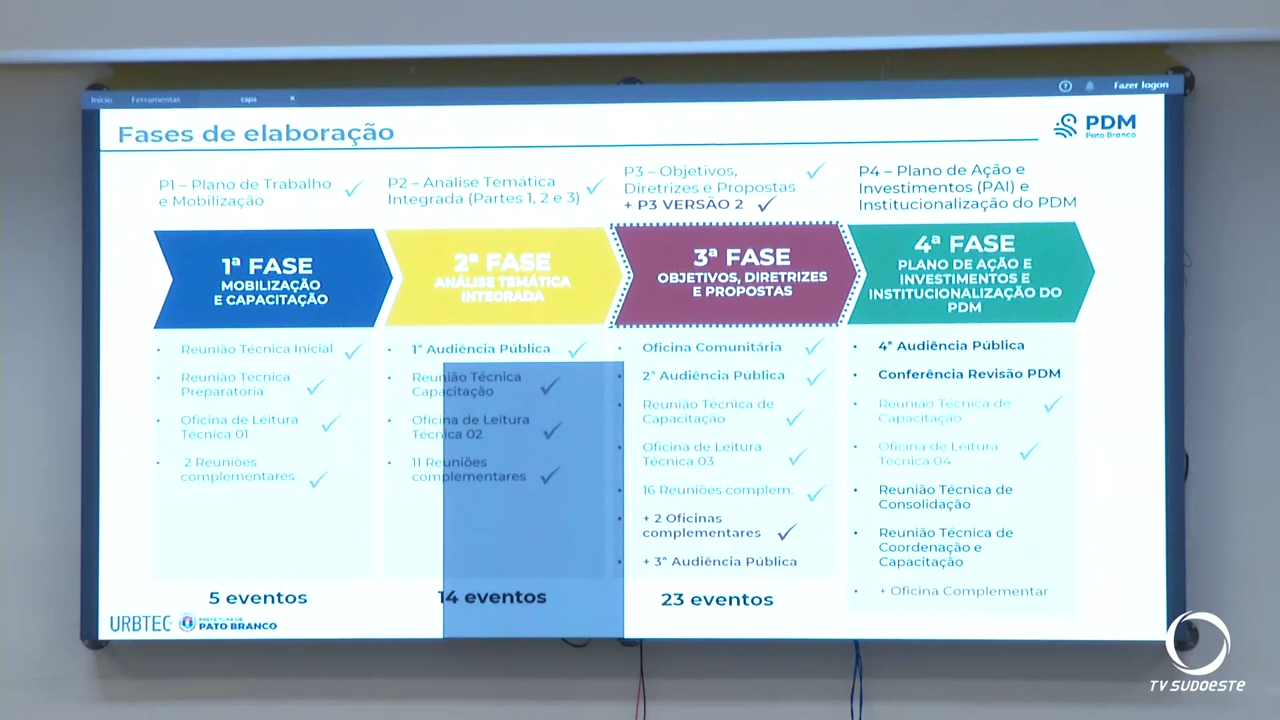 Início Ferramentas capa × Fazer logon
Fases de elaboração
PDM
Pato Branco
P1 – Plano de Trabalho
e Mobilização
P2 – Análise Temática
Integrada (Partes 1, 2 e 3)
P3 – Objetivos,
Diretrizes e Propostas
+ P3 VERSÃO 2
P4 – Plano de Ação e
Investimentos (PAI) e
Institucionalização do PDM
1ª FASE
MOBILIZAÇÃO
E CAPACITAÇÃO
2ª FASE
ANÁLISE TEMÁTICA
INTEGRADA
3ª FASE
OBJETIVOS, DIRETRIZES
E PROPOSTAS
4ª FASE
PLANO DE AÇÃO E
INVESTIMENTOS E
INSTITUCIONALIZAÇÃO DO
PDM
• Reunião Técnica Inicial
• Reunião Técnica
Preparatória
• Oficina de Leitura
Técnica 01
• 2 Reuniões
complementares
5 eventos
• 1ª Audiência Pública
• Reunião Técnica
Capacitação
• Oficina de Leitura
Técnica 02
• 11 Reuniões
complementares
14 eventos
• Oficina Comunitária
• 2ª Audiência Pública
• Reunião Técnica de
Capacitação
• Oficina de Leitura
Técnica 03
• 16 Reuniões complem.
• + 2 Oficinas
complementares
• + 3ª Audiência Pública
23 eventos
• 4ª Audiência Pública
• Conferência Revisão PDM
• Reunião Técnica de
Capacitação
• Oficina de Leitura
Técnica 04
• Reunião Técnica de
Consolidação
• Reunião Técnica de
Coordenação e
Capacitação
• + Oficina Complementar
URBTEC
PREFEITURA DE
PATO BRANCO
TV SUDOESTE